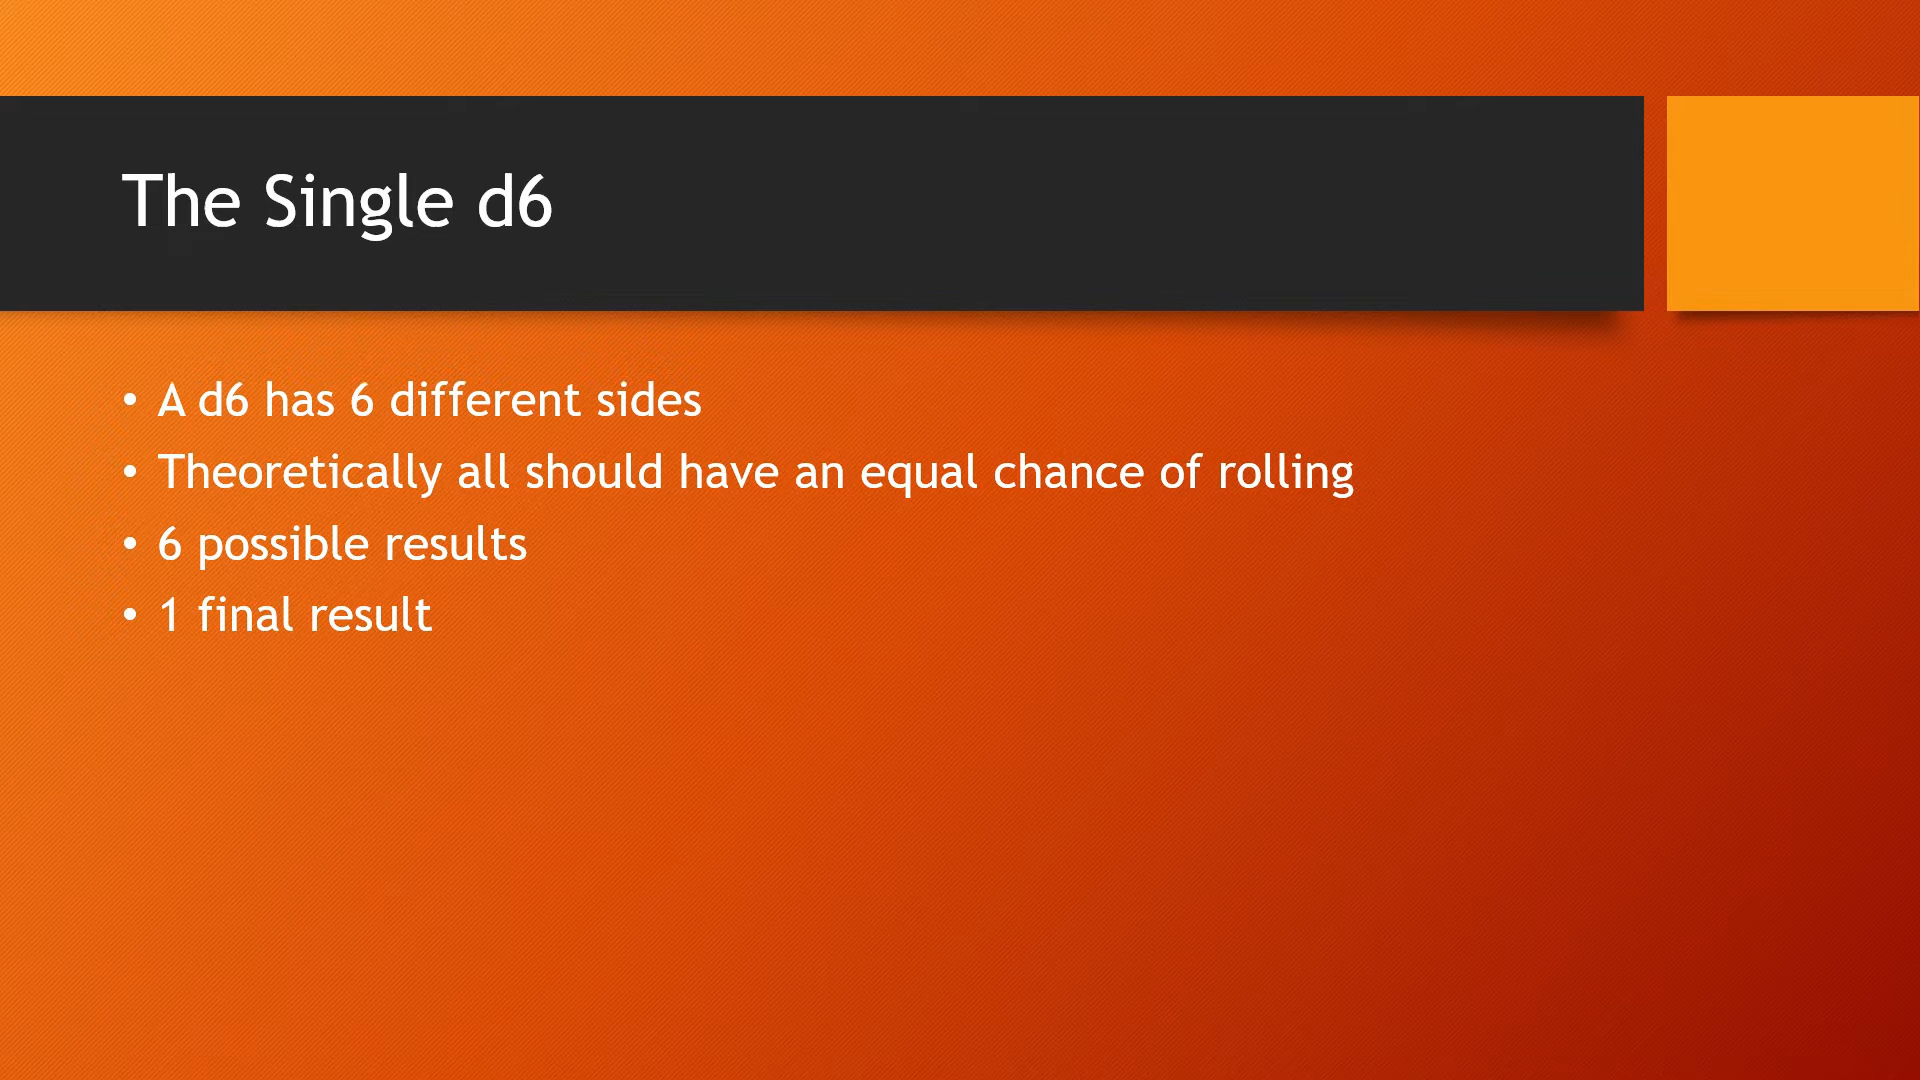 The Single d6
• A d6 has 6 different sides
• Theoretically all should have an equal chance of rolling
• 6 possible results
• 1 final result